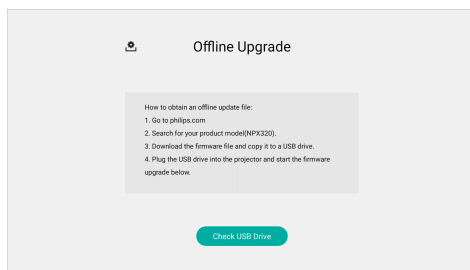 Offline Upgrade
How to obtain an offline update file:
1. Go to philips.com
2. Search for your product model(NPX320).
3. Download the firmware file and copy it to a USB drive.
4. Plug the USB drive into the projector and start the firmware
upgrade below.
Check USB Drive